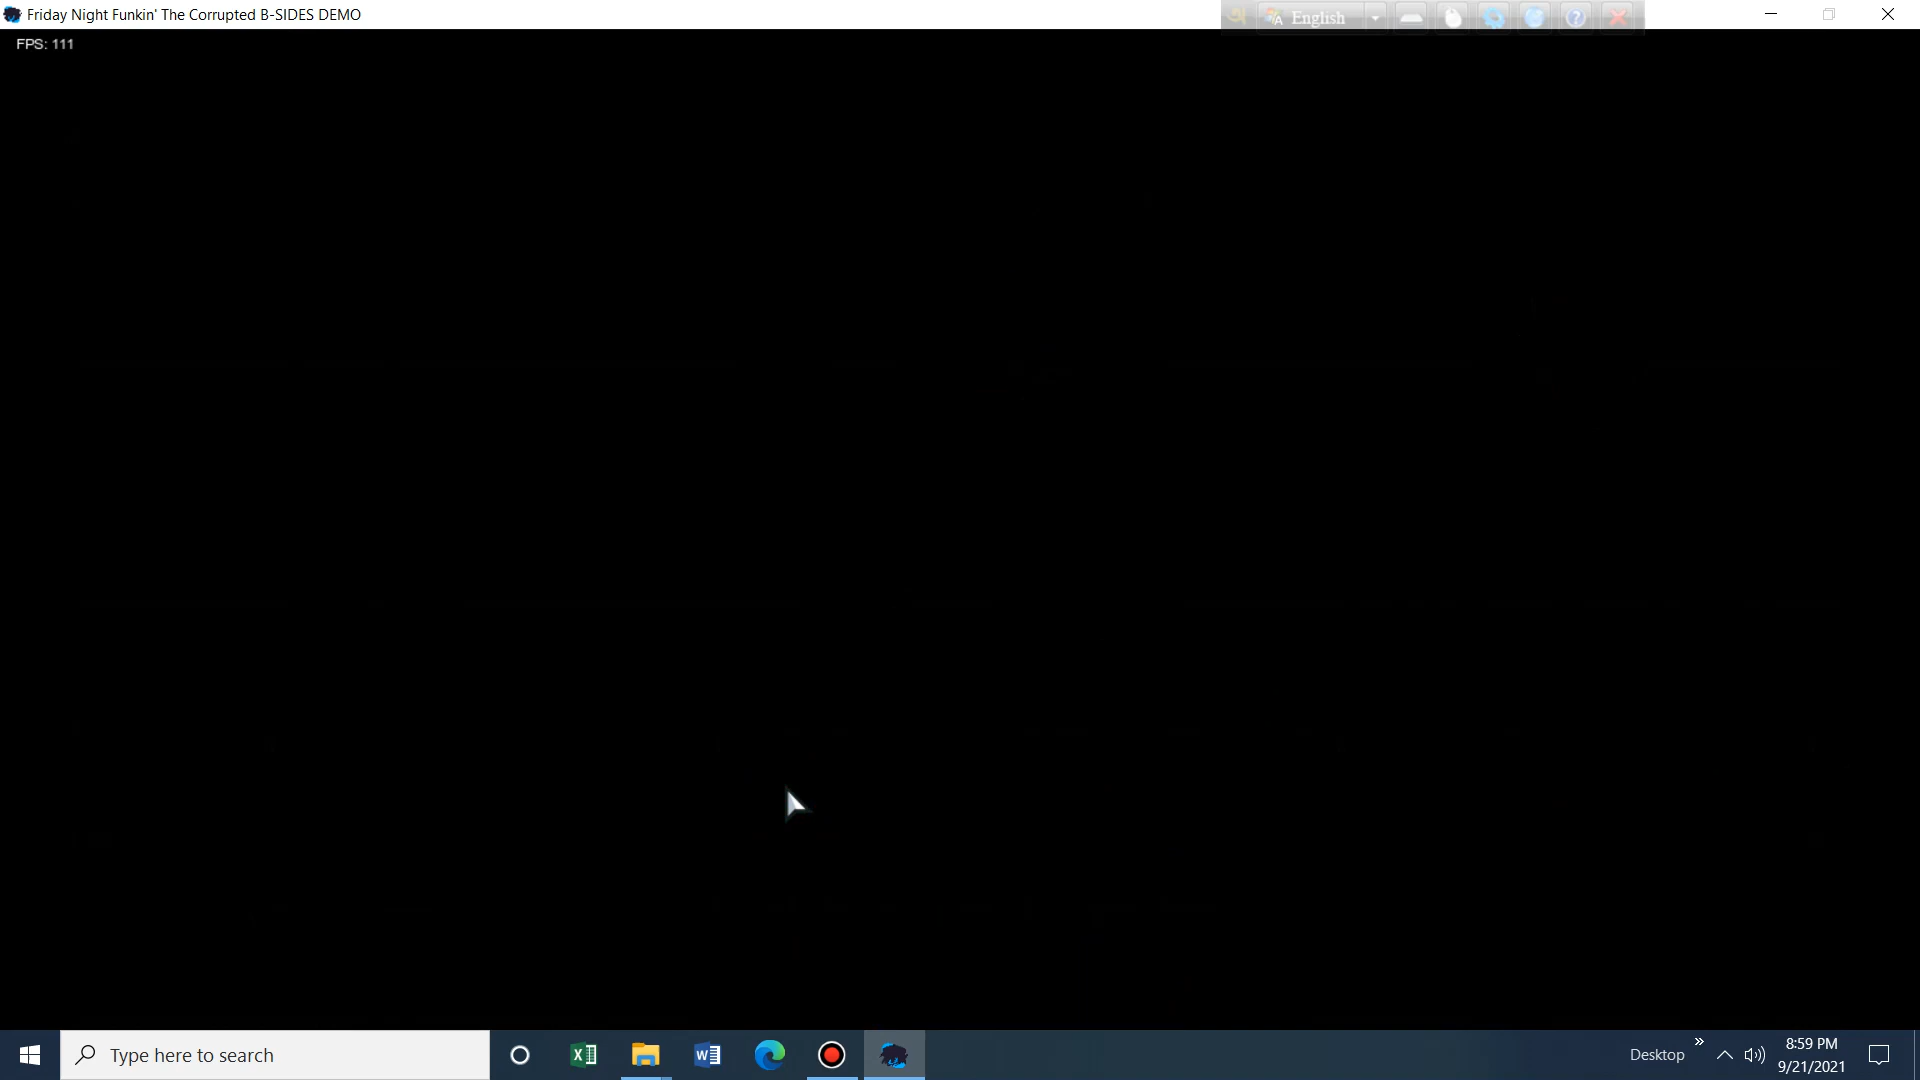 Friday Night Funkin' The Corrupted B-SIDES DEMO
অ
English
?
FPS: 111
Type here to search
Desktop
8:59 PM
9/21/2021